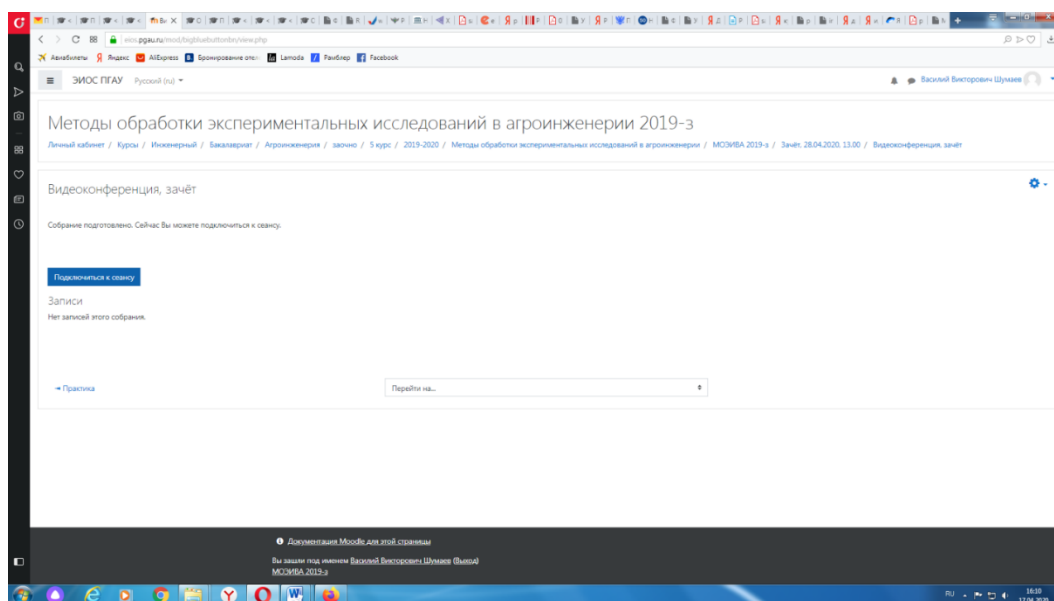 eios.pgau.ru/mod/bigbluebuttonbn/view.php
Авиабилеты Яндекс AliExpress Бронирование отел Lamoda Рамблер Facebook
ЭИОС ПГАУ Русский (ru)
Василий Викторович Шумаев
Методы обработки экспериментальных исследований в агроинженерии 2019-з
Личный кабинет / Курсы / Инженерный / Бакалавриат / Агроинженерия / заочно / 5 курс / 2019-2020 / Методы обработки экспериментальных исследований в агроинженерии / МОЭИВА 2019-з / Зачёт, 28.04.2020, 13.00 / Видеоконференция, зачёт
Видеоконференция, зачёт
Собрание подготовлено. Сейчас Вы можете подключиться к сеансу.
Подключиться к сеансу
Записи
Нет записей этого собрания.
Практика
Перейти на...
Документация Moodle для этой страницы
Вы зашли под именем Василий Викторович Шумаев (Выход)
МОЭИВА 2019-з
RU
16:10
17.04.2020